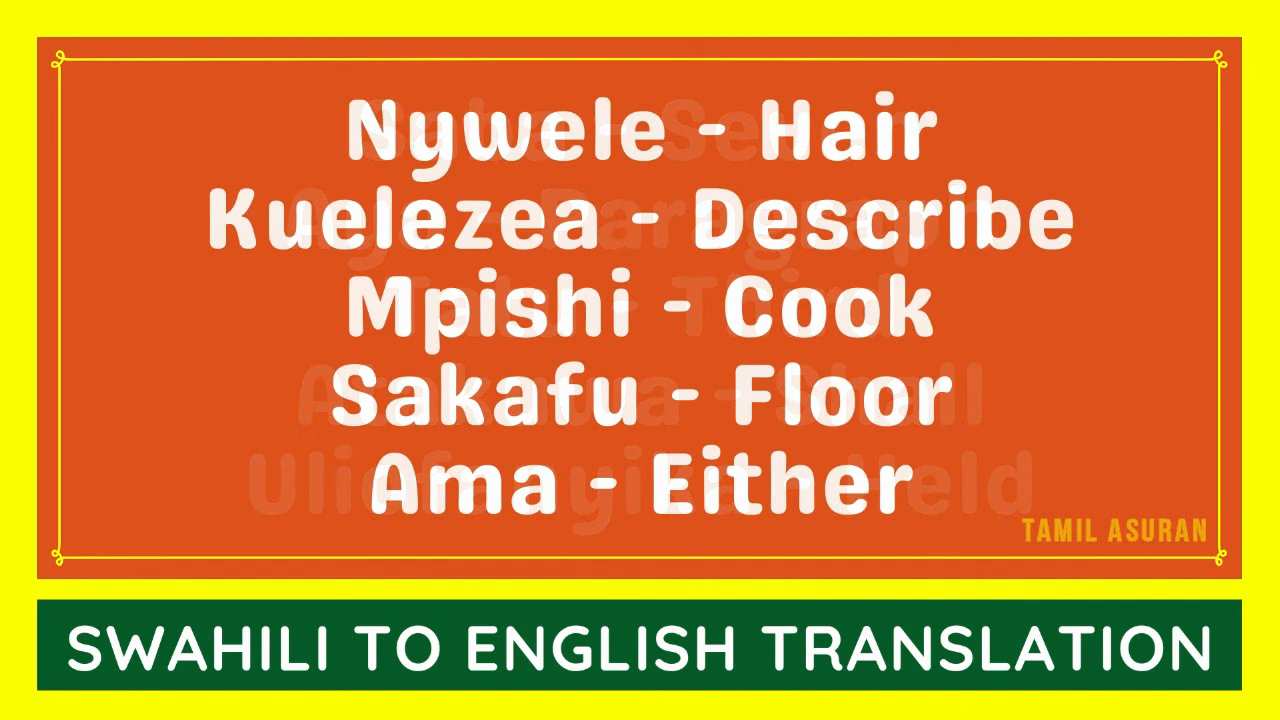 Nywele - Hair
Kuelezea - Describe
Mpishi - Cook
Sakafu - Floor
Ama - Either
TAMIL ASURAN
SWAHILI TO ENGLISH TRANSLATION